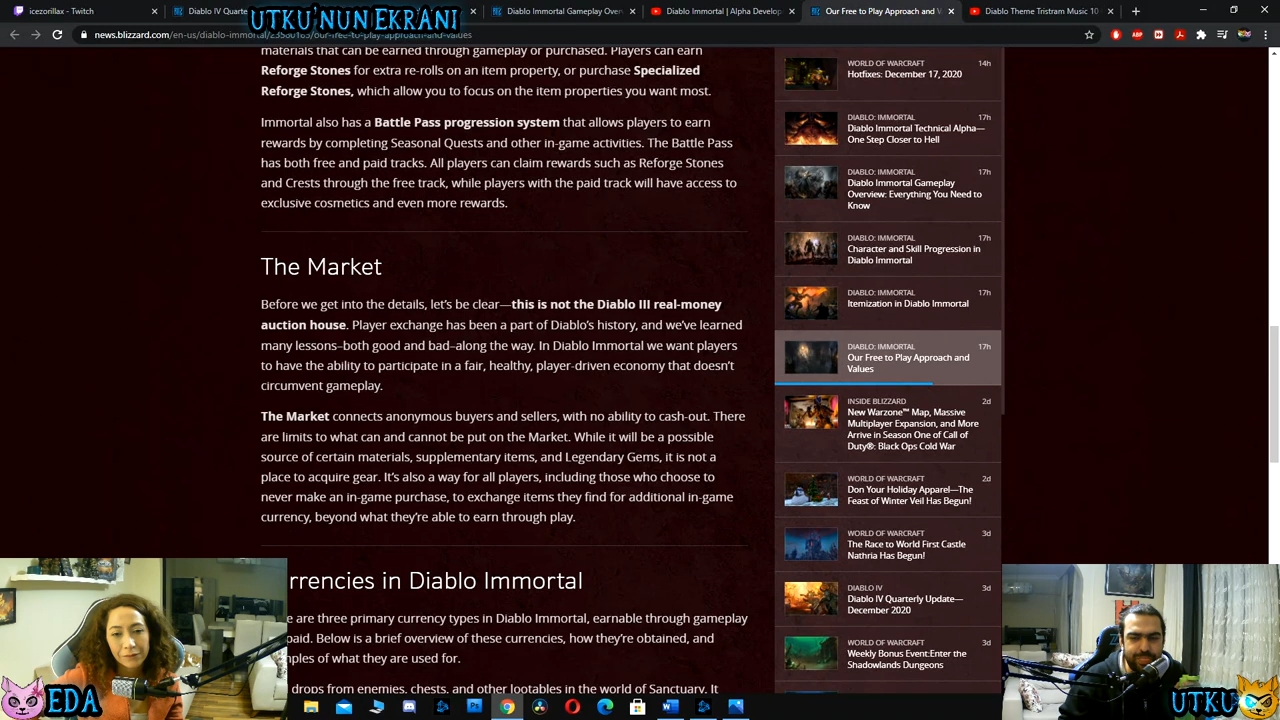 (1) Twitch
Diablo IV Quarte
UTKU'NUN EKRANI
Diablo Immortal Gam
Diablo Immortal | Alpha Develop
Our Free to Play Approach and
Diablo Theme Tristram Music 10
news.blizzard.com/en-us/diablo-immortal/23580165/our-free-to-play-approach-and-values
materials that can be earned through gameplay or purchased. Players can earn
Reforge Stones for extra re-rolls on an item property, or purchase Specialized
Reforge Stones, which allow you to focus on the item properties you want most.
Immortal also has a Battle Pass progression system that allows players to earn
rewards by completing Seasonal Quests and other in-game activities. The Battle Pass
has both free and paid tracks. All players can claim rewards such as Reforge Stones
and Crests through the free track, while players with the paid track will have access to
exclusive cosmetics and even more rewards.
The Market
Before we get into the details, let's be clear—this is not the Diablo III real-money
auction house. Player exchange has been a part of Diablo's history, and we've learned
many lessons–both good and bad–along the way. In Diablo Immortal we want players
to have the ability to participate in a fair, healthy, player-driven economy that doesn't
circumvent gameplay.
The Market connects anonymous buyers and sellers, with no ability to cash-out. There
are limits to what can and cannot be put on the Market. While it will be a possible
source of certain materials, supplementary items, and Legendary Gems, it is not a
place to acquire gear. It's also a way for all players, including those who choose to
never make an in-game purchase, to exchange items they find for additional in-game
currency, beyond what they're able to earn through play.
rrencies in Diablo Immortal
e are three primary currency types in Diablo Immortal, earnable through gameplay
paid. Below is a brief overview of these currencies, how they're obtained, and
mples of what they are used for.
drops from enemies, chests, and other lootables in the world of Sanctuary. It
WORLD OF WARCRAFT 14h
Hotfixes: December 17, 2020
DIABLO: IMMORTAL 17h
Diablo Immortal Technical Alpha—
One Step Closer to Hell
DIABLO: IMMORTAL 17h
Diablo Immortal Gameplay
Overview: Everything You Need to
Know
DIABLO: IMMORTAL 17h
Character and Skill Progression in
Diablo Immortal
DIABLO: IMMORTAL 17h
Itemization in Diablo Immortal
DIABLO: IMMORTAL 17h
Our Free to Play Approach and
Values
INSIDE BLIZZARD 2d
New Warzone™ Map, Massive
Multiplayer Expansion, and More
Arrive in Season One of Call of
Duty®: Black Ops Cold War
WORLD OF WARCRAFT 2d
Don Your Holiday Apparel—The
Feast of Winter Veil Has Begun!
WORLD OF WARCRAFT 3d
The Race to World First Castle
Nathria Has Begun!
DIABLO IV 3d
Diablo IV Quarterly Update—
December 2020
WORLD OF WARCRAFT 3d
Weekly Bonus Event:Enter the
Shadowlands Dungeons
EDA
UTKU